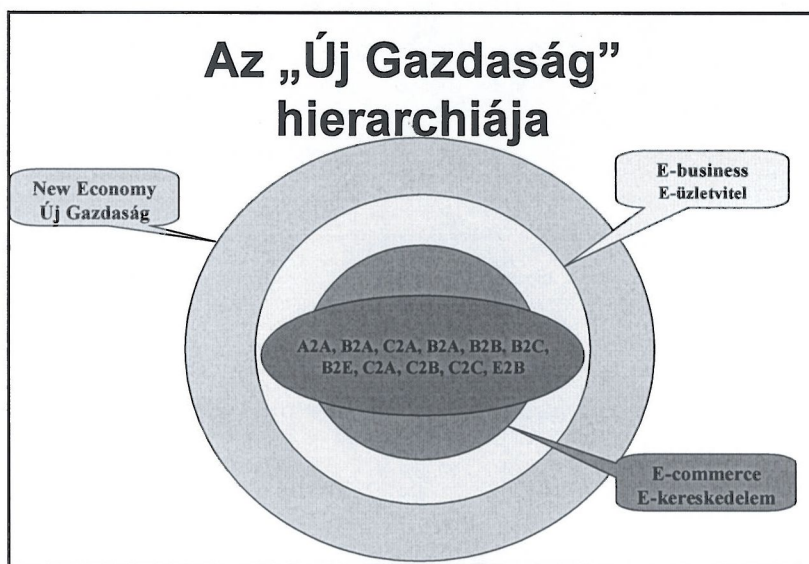 Az „Új Gazdaság”
hierarchiája
New Economy
Új Gazdaság
E-business
E-üzletvitel
A2A, B2A, C2A, B2A, B2B, B2C,
B2E, C2A, C2B, C2C, E2B
E-commerce
E-kereskedelem